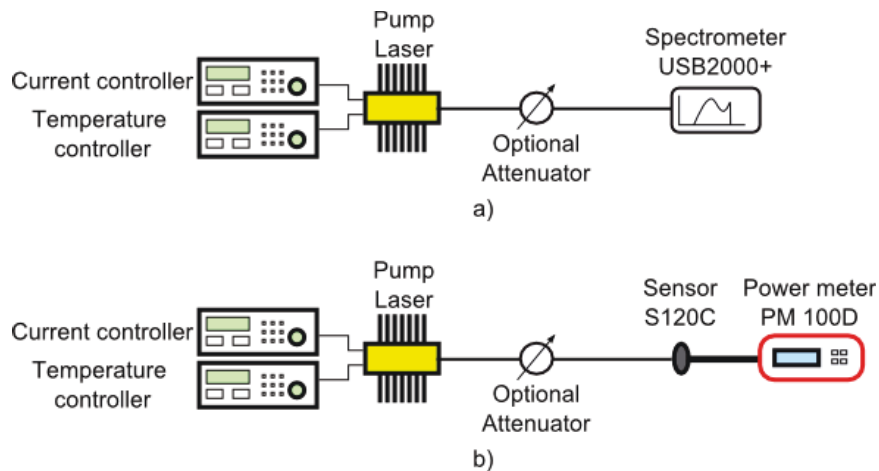 Pump
Laser
Spectrometer
USB2000+
Current controller
Temperature
controller
Optional
Attenuator
a)
Pump
Laser
Sensor
S120C
Power meter
PM 100D
Current controller
Temperature
controller
Optional
Attenuator
b)